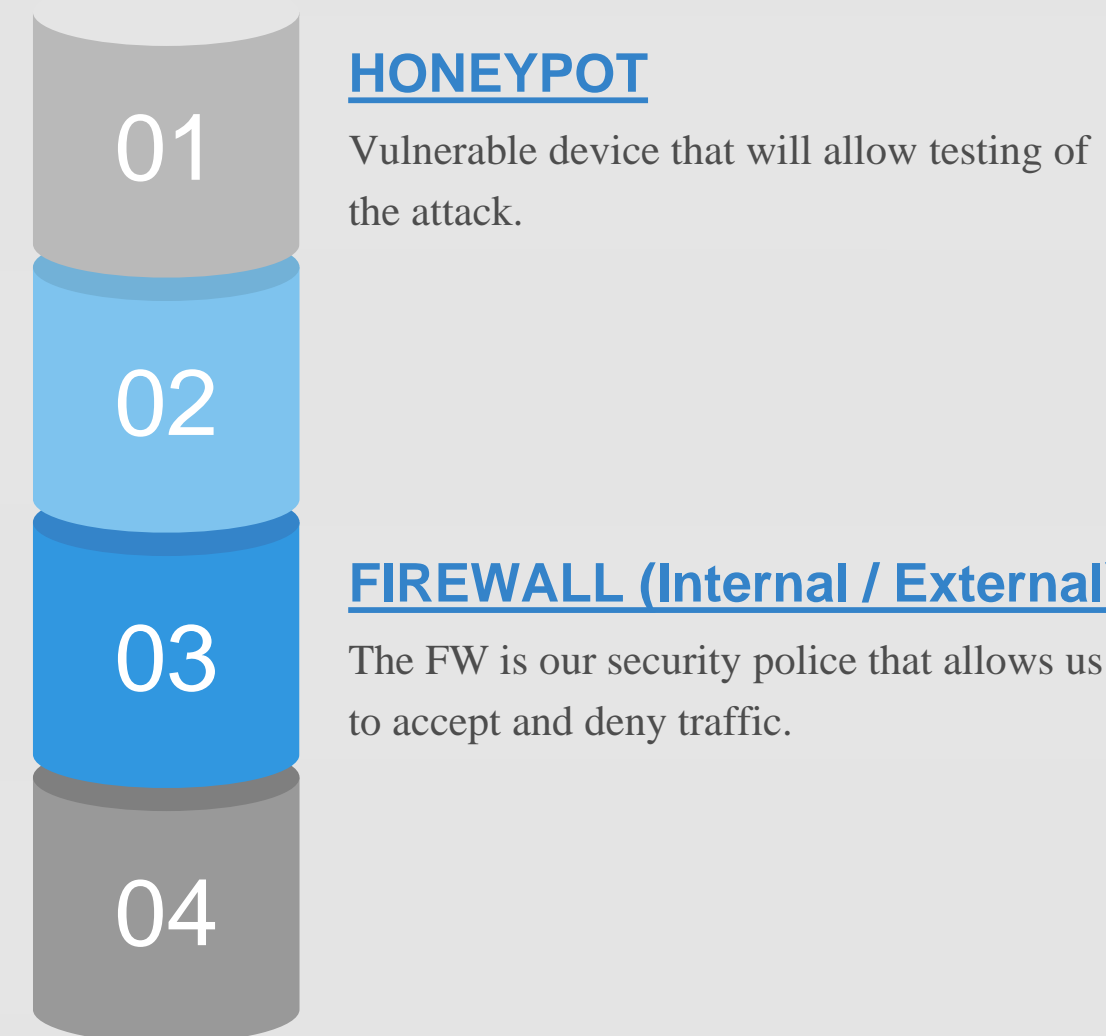 01
HONEYPOT
Vulnerable device that will allow testing of
the attack.
02
03
FIREWALL (Internal / External)
The FW is our security police that allows us
to accept and deny traffic.
04